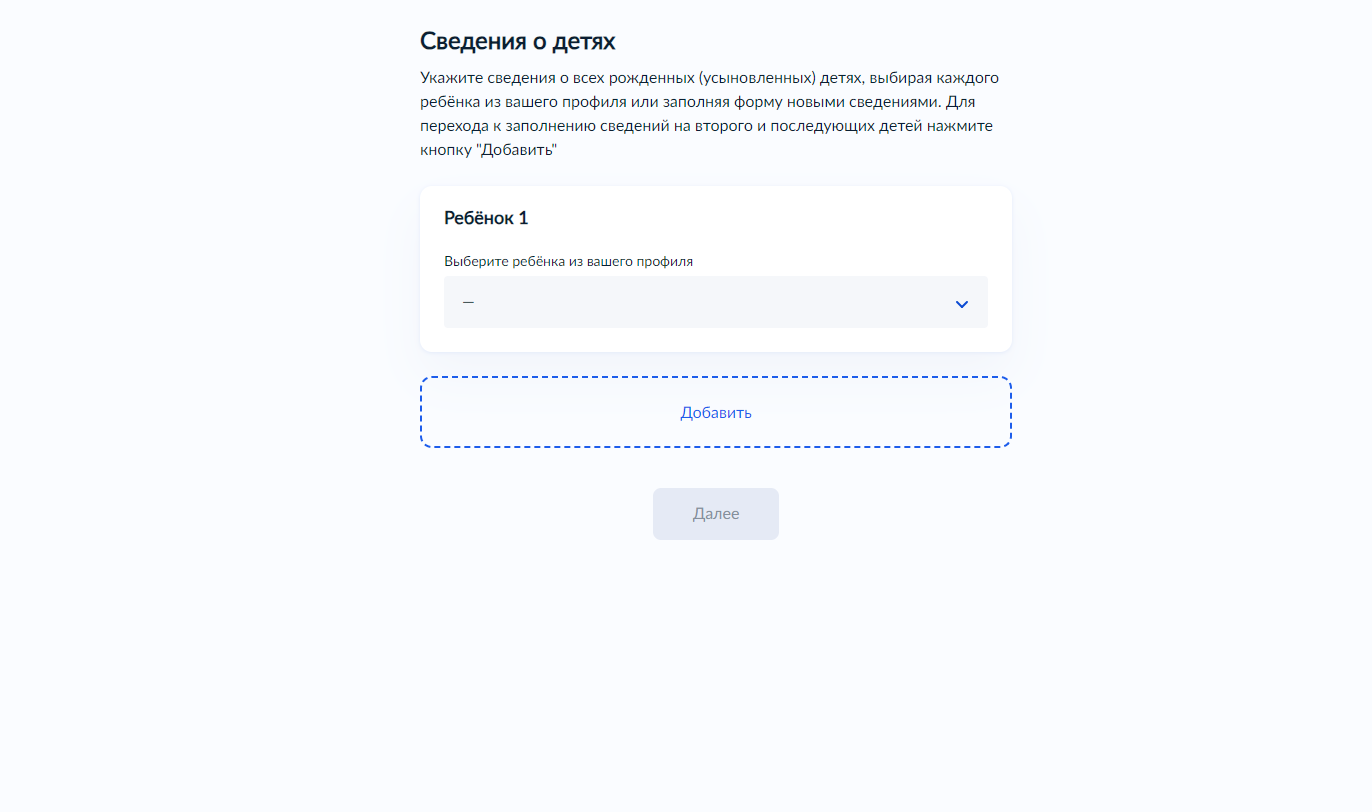 Сведения о детях
Укажите сведения о всех рожденных (усыновленных) детях, выбирая каждого
ребёнка из вашего профиля или заполняя форму новыми сведениями. Для
перехода к заполнению сведений на второго и последующих детей нажмите
кнопку "Добавить"
Ребёнок 1
Выберите ребёнка из вашего профиля
—
Добавить
Далее